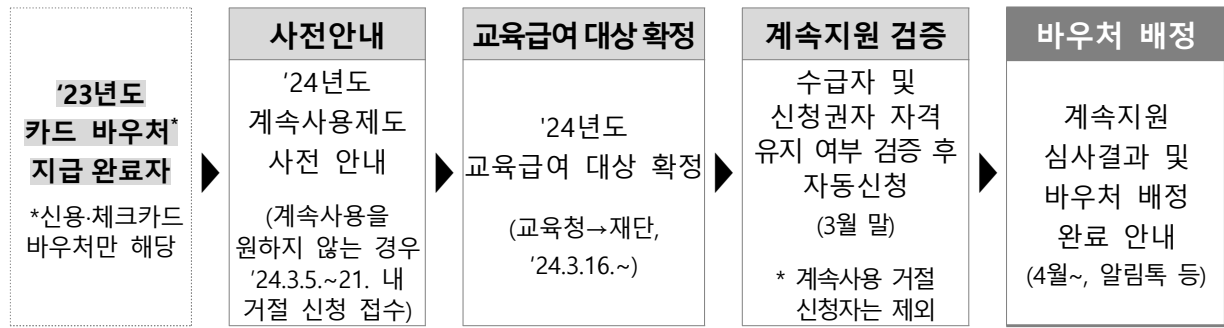 '23년도
카드 바우처*
지급 완료자
*신용·체크카드
바우처만 해당
사전안내
'24년도
계속사용제도
사전 안내
(계속사용을
원하지 않는 경우
'24.3.5.~21. 내
거절 신청 접수)
교육급여 대상 확정
'24년도
교육급여 대상 확정
(교육청→재단,
'24.3.16.~)
계속지원 검증
수급자 및
신청권자 자격
유지 여부 검증 후
자동신청
(3월 말)
* 계속사용 거절
신청자는 제외
바우처 배정
계속지원
심사결과 및
바우처 배정
완료 안내
(4월~, 알림톡 등)